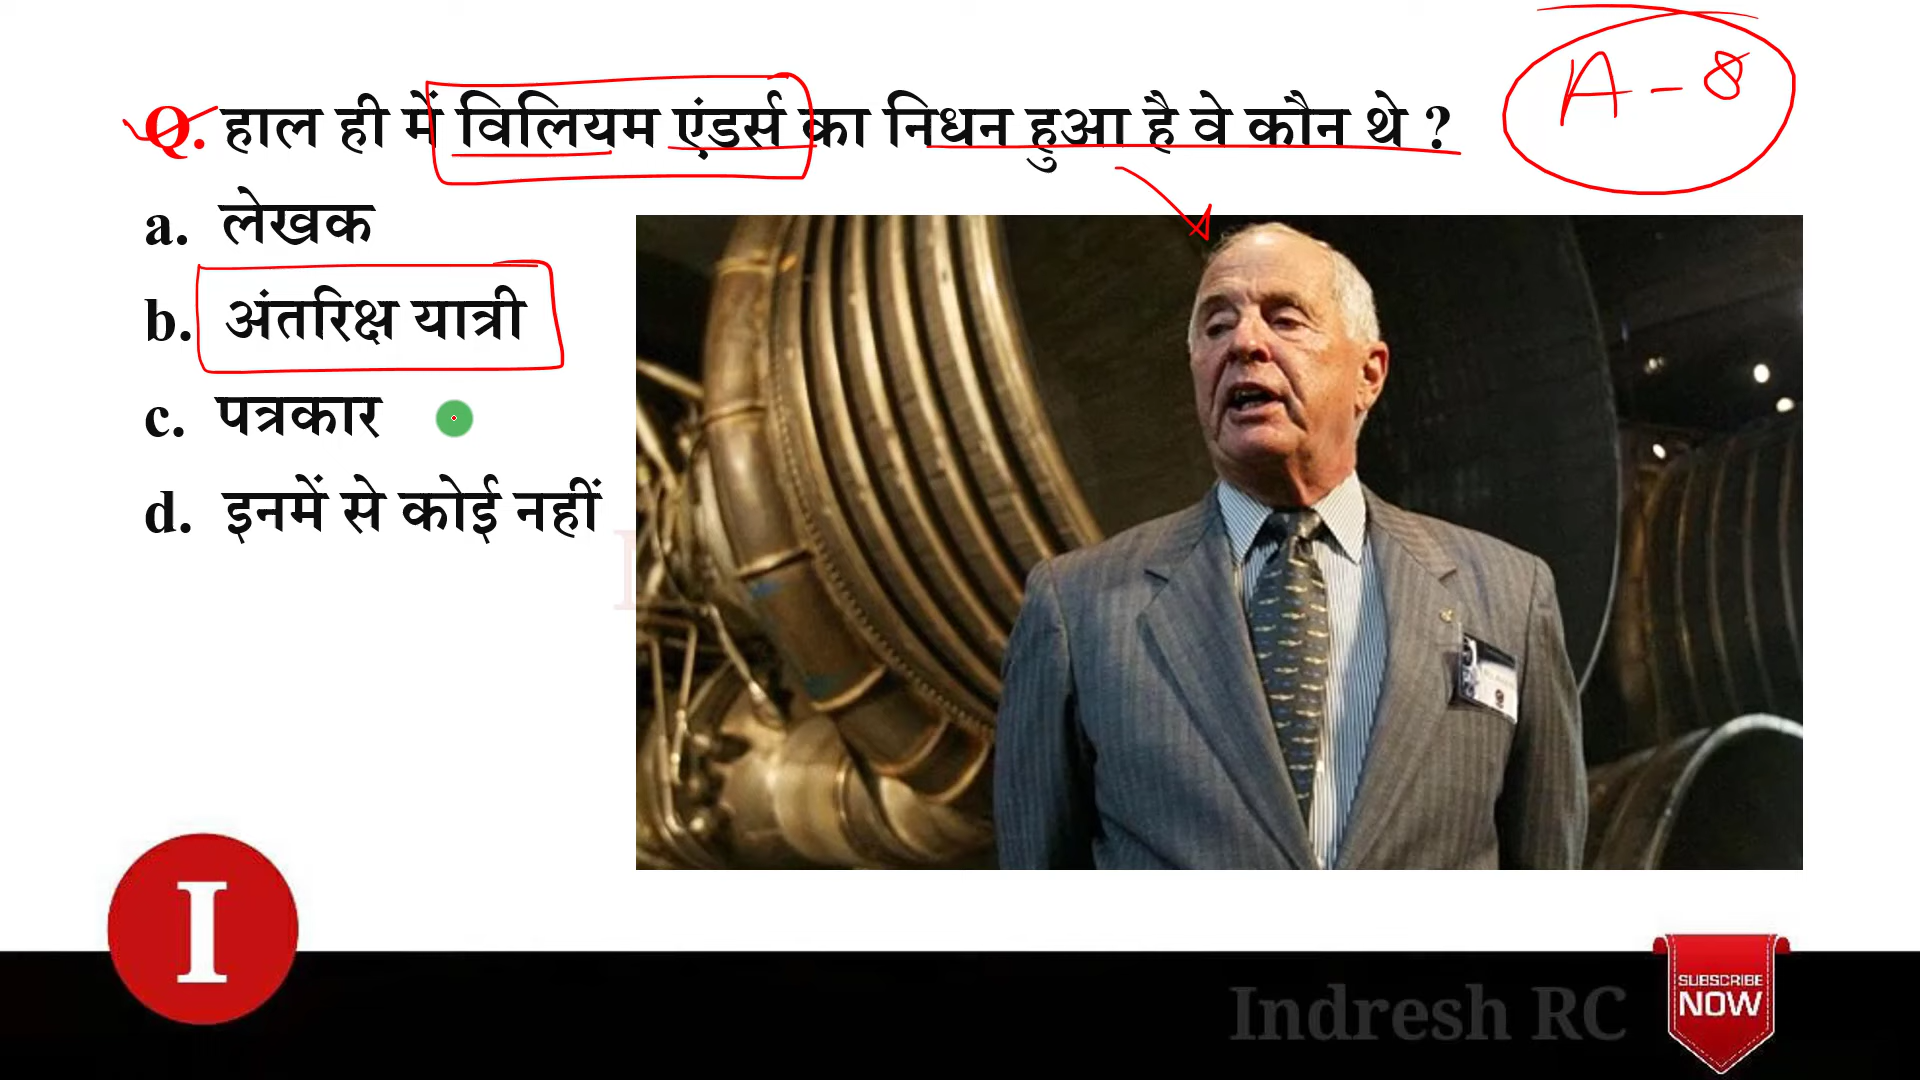 A-8
Q. हाल ही में विलियम एंडर्स का निधन हुआ है वे कौन थे ?
a. लेखक
b. अंतरिक्ष यात्री
c. पत्रकार
d. इनमें से कोई नहीं
I
Indresh RC
SUBSCRIBE
NOW